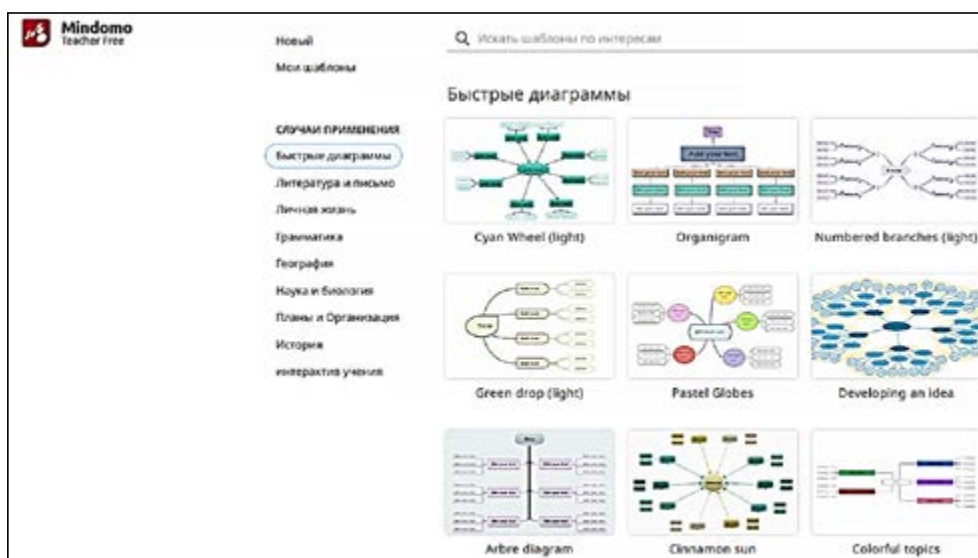 Mindomo
Teacher Free
Новый
Мои шаблоны
СЛУЧАИ ПРИМЕНЕНИЯ
Быстрые диаграммы
Литература и письмо
Личная жизнь
Грамматика
География
Наука и биология
Планы и Организация
История
интерактив учения
Искать шаблоны по интересам
Быстрые диаграммы
Cyan Wheel (light)
Organigram
Numbered branches (light)
Green drop (light)
Pastel Globes
Developing an idea
Arbre diagram
Cinnamon sun
Colorful topics